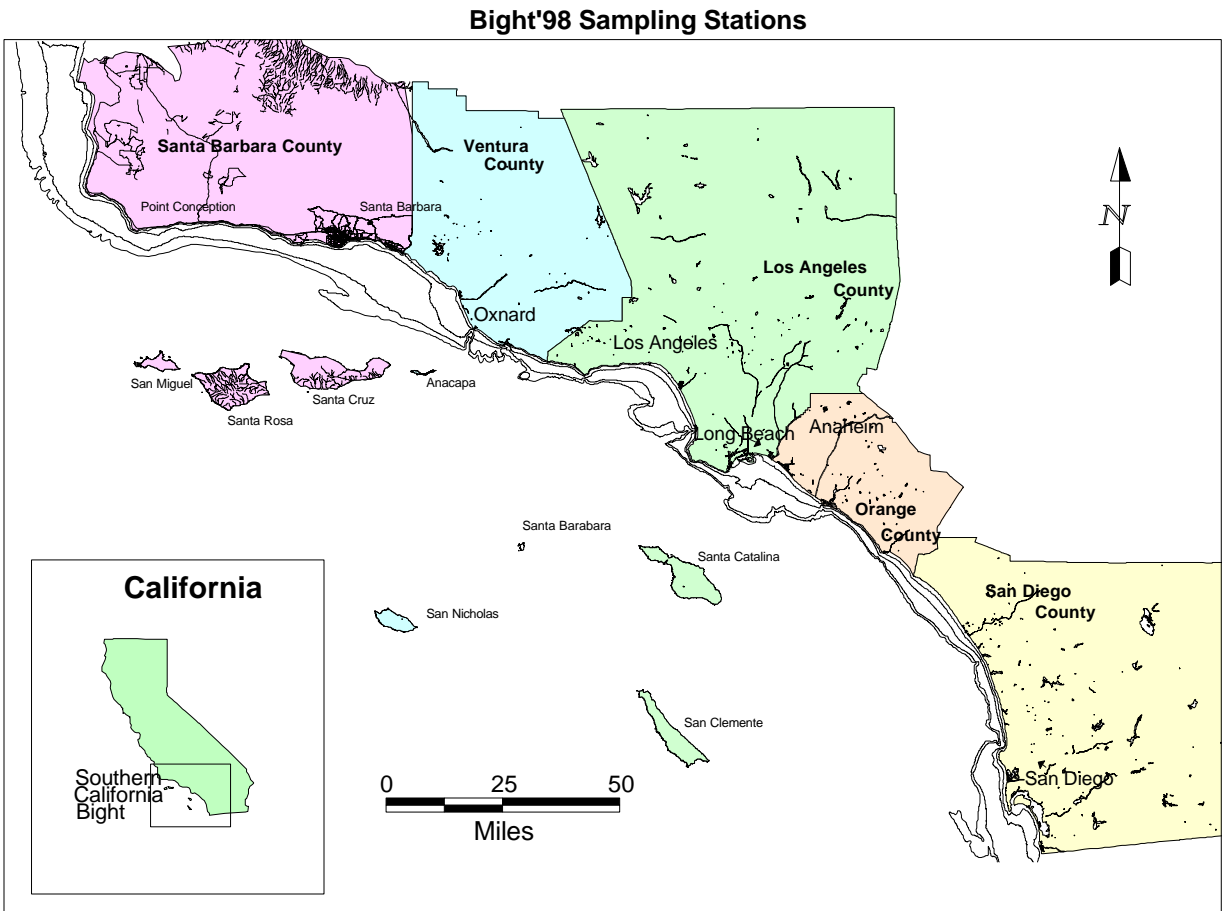 Bight'98 Sampling Stations
Santa Barbara County
Ventura
County
Point Conception
Santa Barbara
N
Los Angeles
County
Oxnard
Los Angeles
San Miguel
Santa Rosa
Santa Cruz
Anacapa
Long Beach
Anaheim
Orange
County
Santa Barabara
Santa Catalina
San Nicholas
San Diego
County
San Clemente
San Diego
California
Southern
California
Bight
0 25 50
Miles